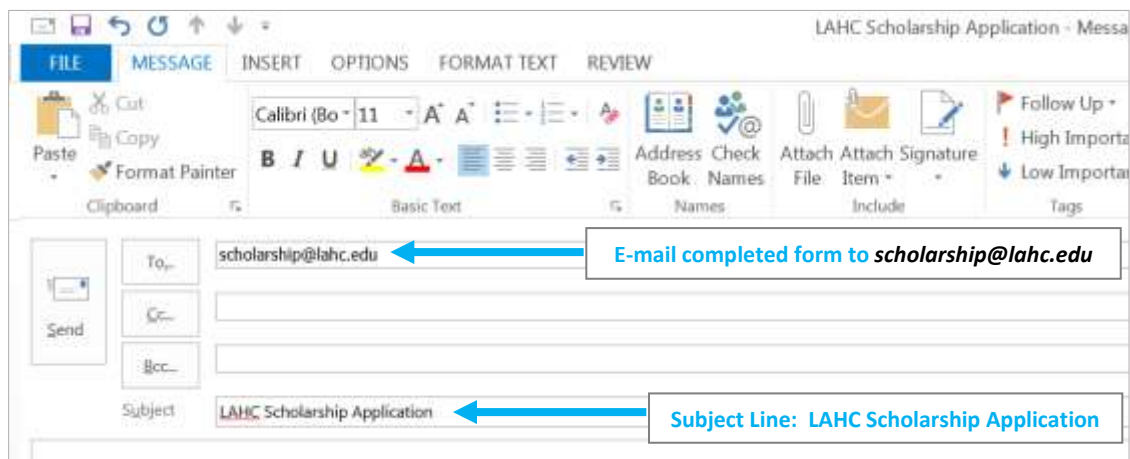 LAHC Scholarship Application - Messa
FILE MESSAGE INSERT OPTIONS FORMAT TEXT REVIEW
Cut
Calibri (Bo 11 A A
Follow Up
Copy
High Importa
Paste
Format Painter
B I U A
Address Book
Check Names
Attach File
Attach Item
Signature
Low Importan
Clipboard Basic Text Names Include Tags
To...
scholarship@lahc.edu
E-mail completed form to scholarship@lahc.edu
Send
Cc...
Bcc...
Subject
LAHC Scholarship Application
Subject Line: LAHC Scholarship Application